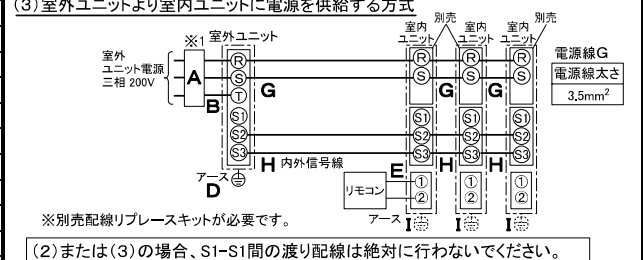 (3)室外ユニットより室内ユニットに電源を供給する方式
※1 室外ユニット
室外
ユニット電源
三相 200V
A
B
R
S
T
S1
S2
S3
アース
D
G
H 内外信号線
室内
ユニット
別売
室内
ユニット
室内
ユニット
別売
R
S
S1
S2
S3
①
②
G
H
R
S
S1
S2
S3
①
②
G
H
R
S
S1
S2
S3
①
②
E
リモコン
アース I
I
I
電源線G
電源線太さ
3.5mm²
※別売配線リプレースキットが必要です。
(2)または(3)の場合、S1-S1間の渡り配線は絶対に行わないでください。